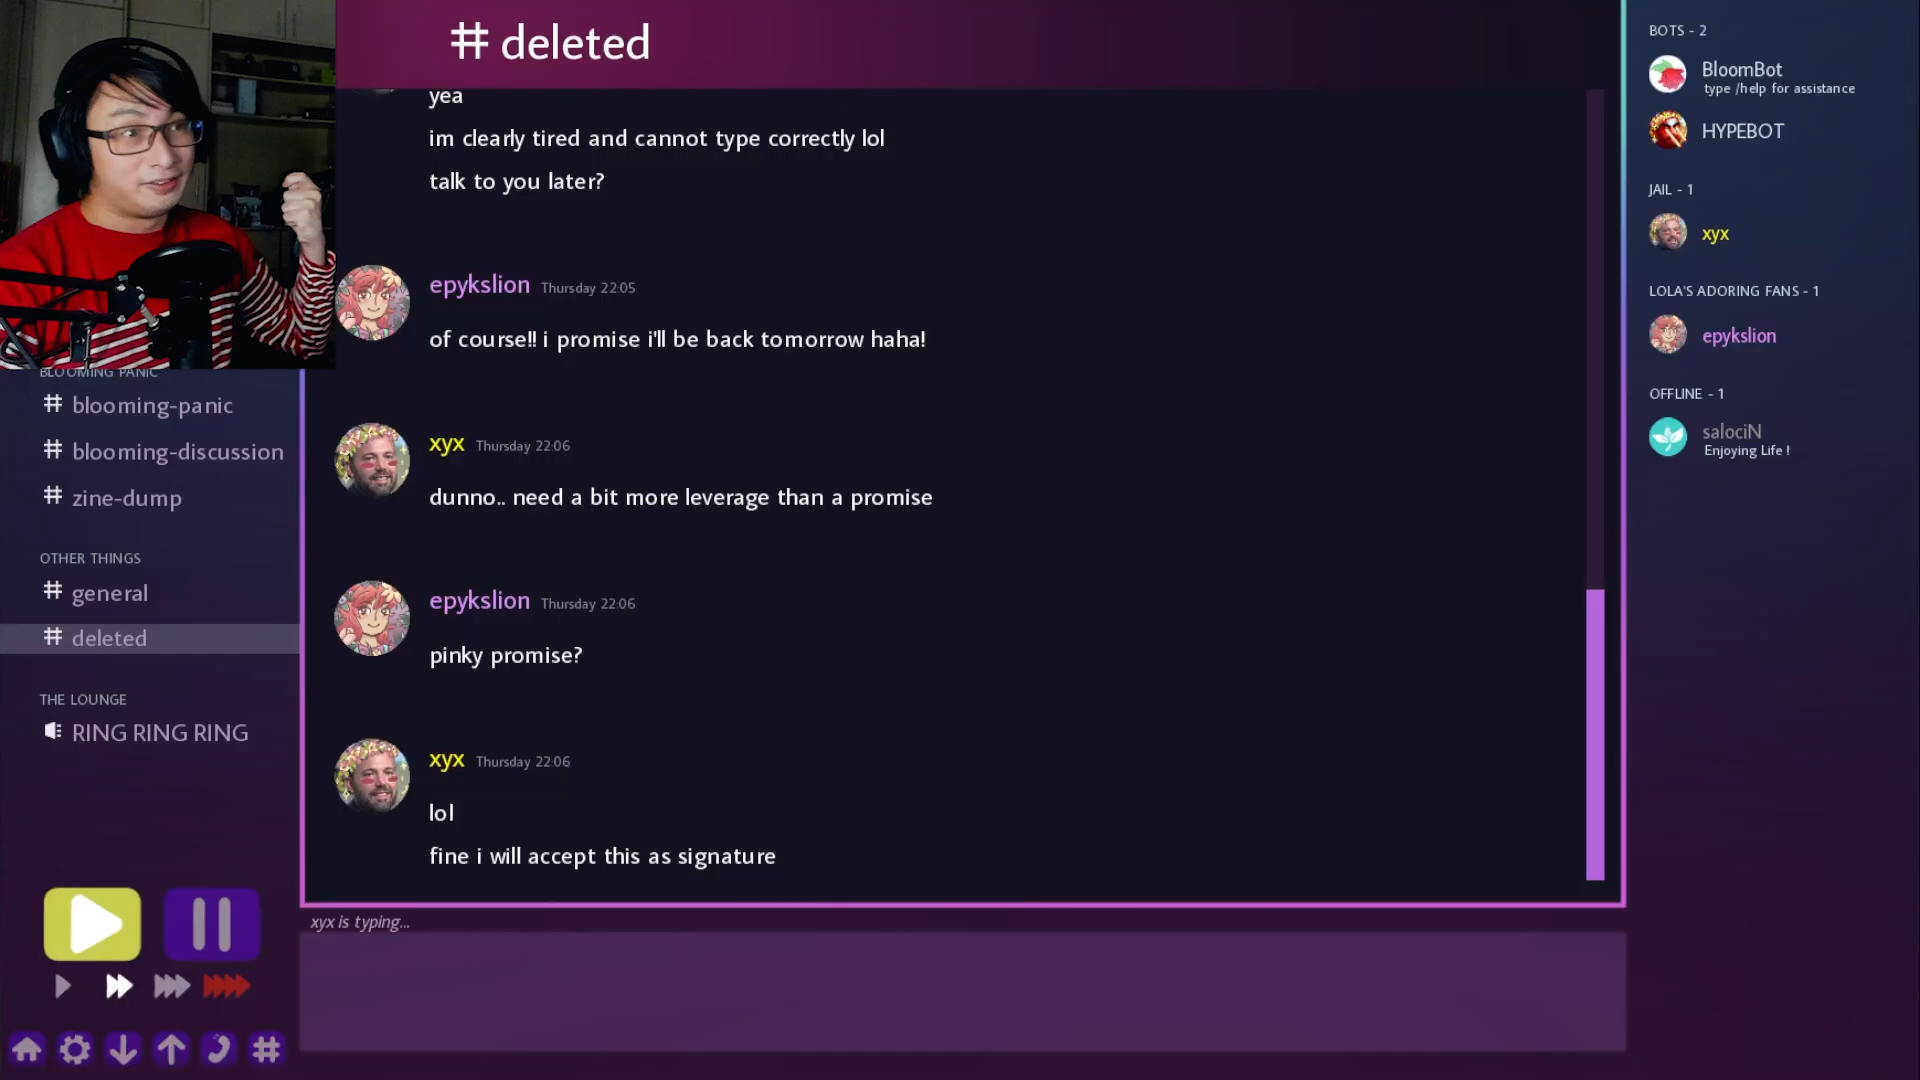 # deleted
yea
im clearly tired and cannot type correctly lol
talk to you later?
epykslion Thursday 22:05
of course!! i promise i'll be back tomorrow haha!
xyx Thursday 22:06
dunno.. need a bit more leverage than a promise
epykslion Thursday 22:06
pinky promise?
xyx Thursday 22:06
lol
fine i will accept this as signature
xyx is typing...
BLOOMING PANIC
# blooming-panic
# blooming-discussion
# zine-dump
OTHER THINGS
# general
# deleted
THE LOUNGE
RING RING RING
BOTS - 2
BloomBot
type /help for assistance
HYPEBOT
JAIL - 1
xyx
LOLA'S ADORING FANS - 1
epykslion
OFFLINE - 1
salociN
Enjoying Life !